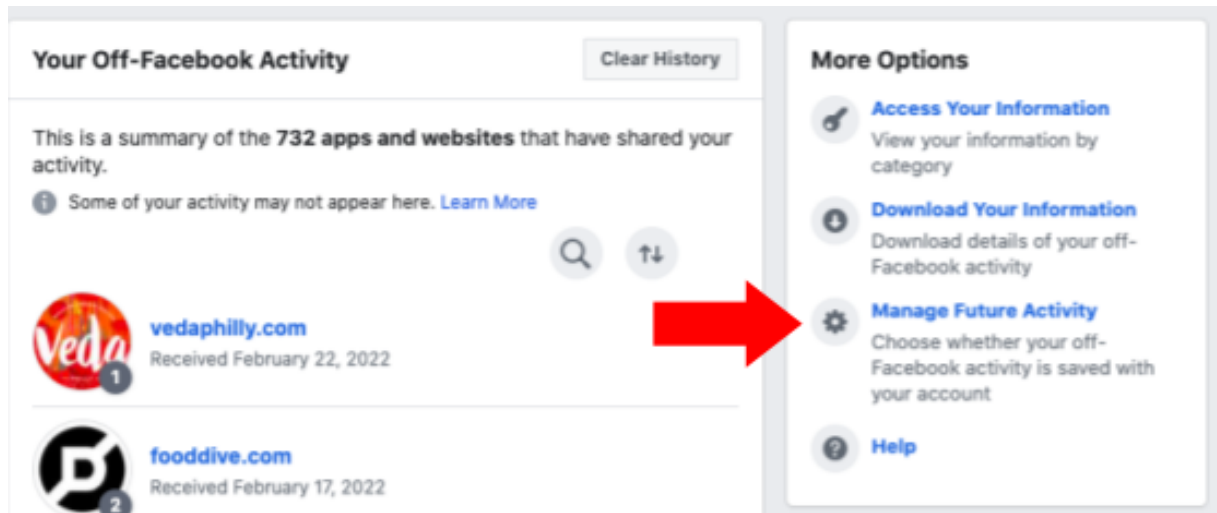 Your Off-Facebook Activity
Clear History
This is a summary of the 732 apps and websites that have shared your
activity.
Some of your activity may not appear here. Learn More
Veda
1
vedaphilly.com
Received February 22, 2022
D
2
fooddive.com
Received February 17, 2022
More Options
Access Your Information
View your information by
category
Download Your Information
Download details of your off-
Facebook activity
Manage Future Activity
Choose whether your off-
Facebook activity is saved with
your account
Help